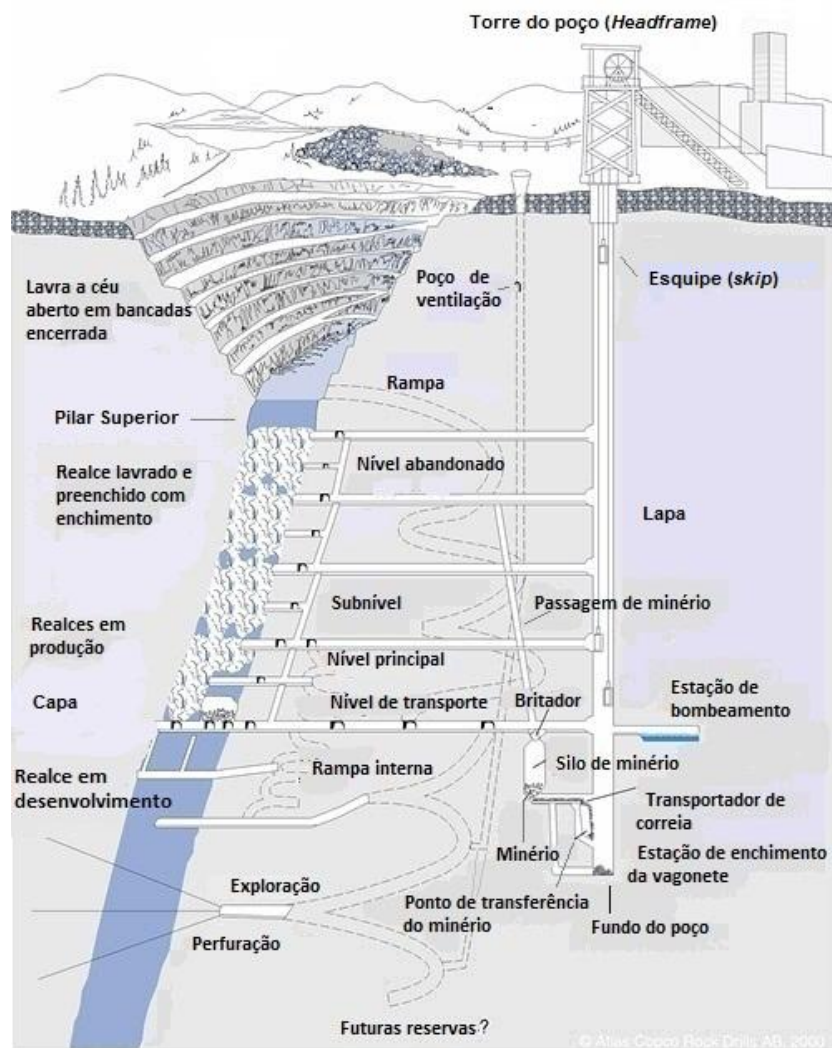 Torre do poço (Headframe)
Lavra a céu
aberto em bancadas
encerrada
Poço de
ventilação
Esquipe (skip)
Rampa
Pilar Superior
Nível abandonado
Realce lavrado e
preenchido com
enchimento
Lapa
Subnível
Passagem de minério
Realces em
produção
Nível principal
Capa
Nível de transporte
Britador
Estação de
bombeamento
Rampa interna
Silo de minério
Realce em
desenvolvimento
Transportador de
correia
Minério
Estação de enchimento
da vagonete
Exploração
Ponto de transferência
do minério
Fundo do poço
Perfuração
Futuras reservas?
© Atlas Copco Rock Drills AB, 2000